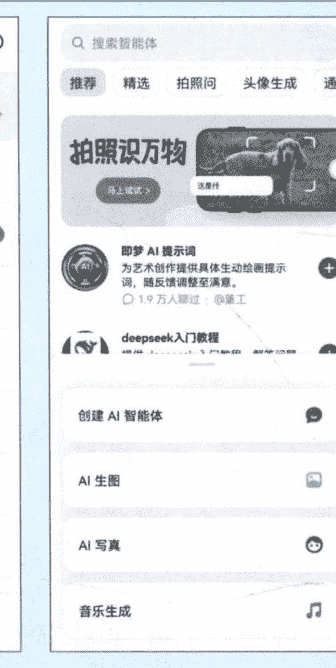 搜索智能体
推荐 精选 拍照问 头像生成 通
拍照识万物
马上试试 >
这是什
即梦 AI 提示词
为艺术创作提供具体生动绘画提示
词，随反馈调整至满意。
1.9 万人聊过 · @堇工
deepseek入门教程
创建 AI 智能体
AI 生图
AI 写真
音乐生成